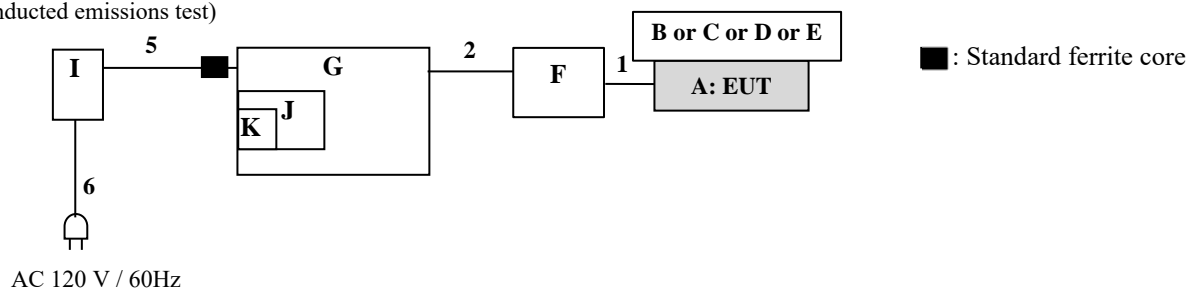 nducted emissions test)
B or C or D or E
5
2
1
I
G
F
A: EUT
: Standard ferrite core
J
K
6
AC 120 V / 60Hz